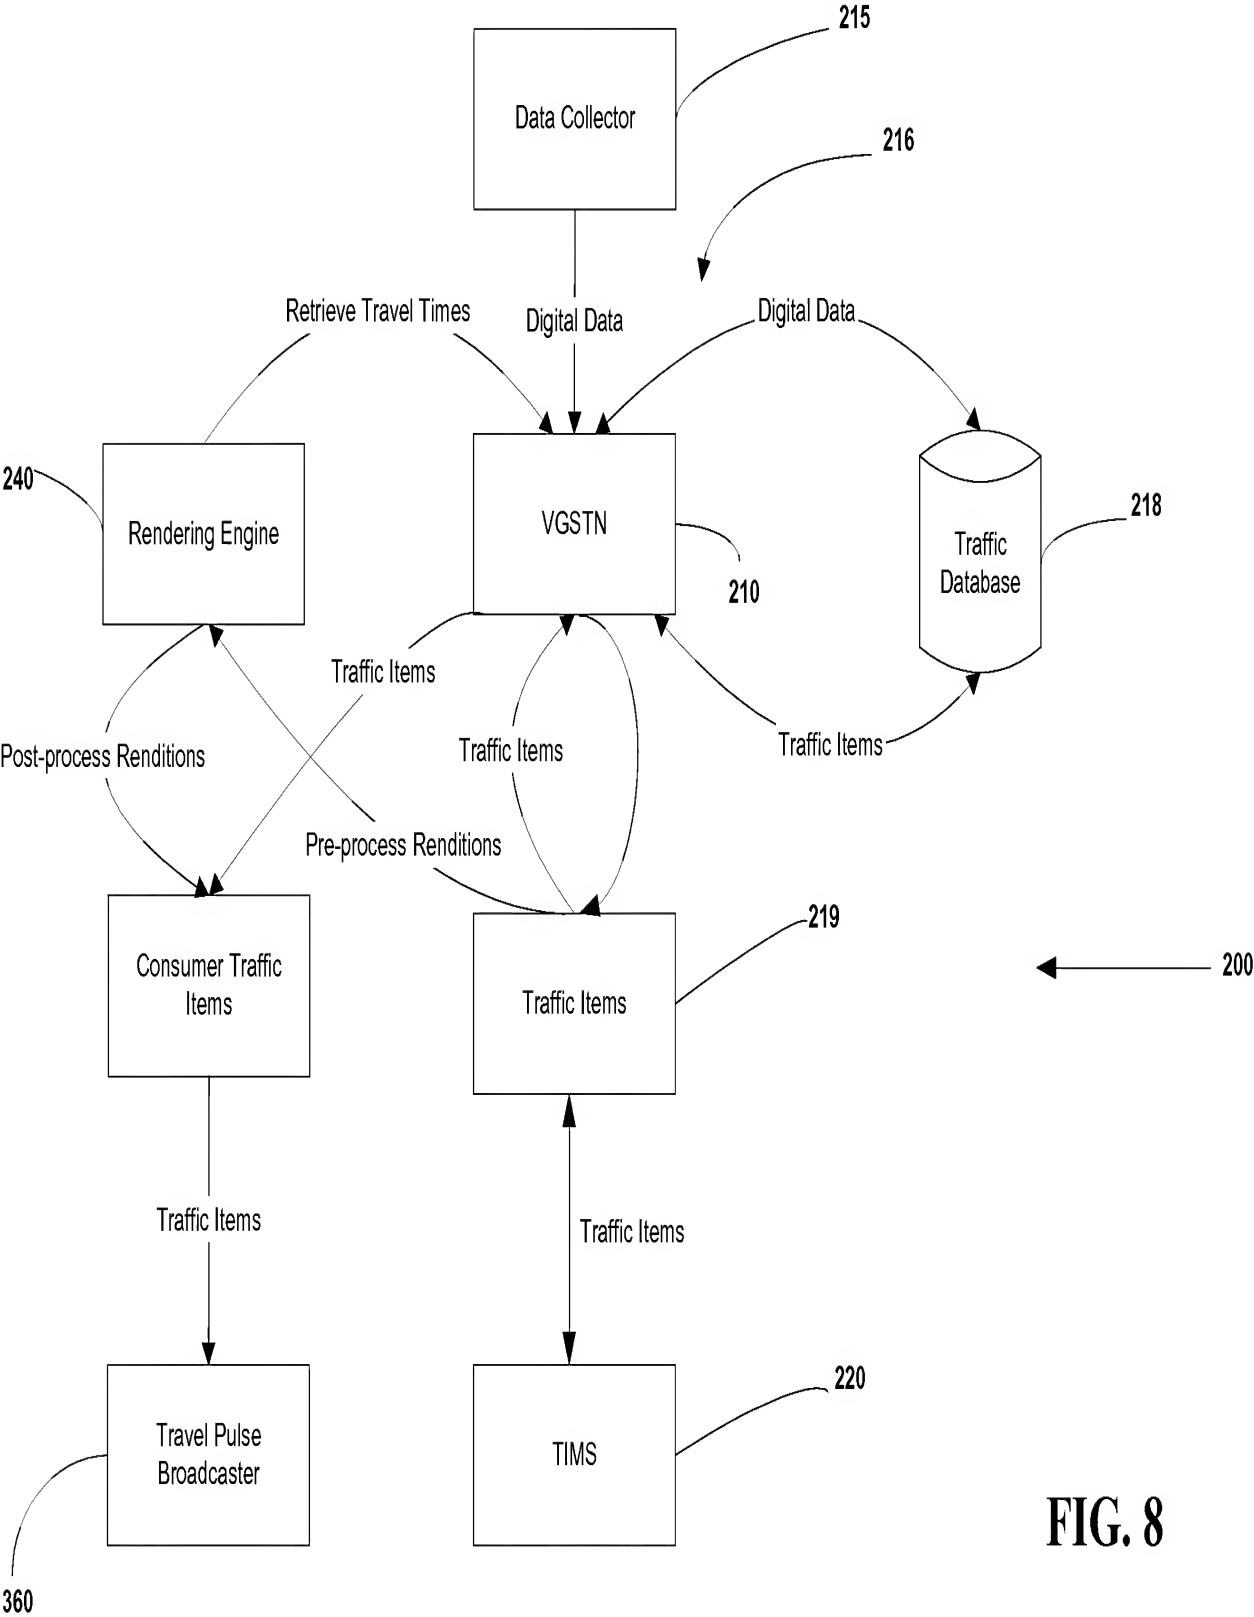 215
Data Collector
216
Retrieve Travel Times
Digital Data
Digital Data
240
Rendering Engine
VGSTN
210
Traffic
Database
218
Traffic Items
Post-process Renditions
Traffic Items
Traffic Items
Pre-process Renditions
219
Consumer Traffic
Items
Traffic Items
200
Traffic Items
Traffic Items
220
Travel Pulse
Broadcaster
TIMS
360
FIG. 8